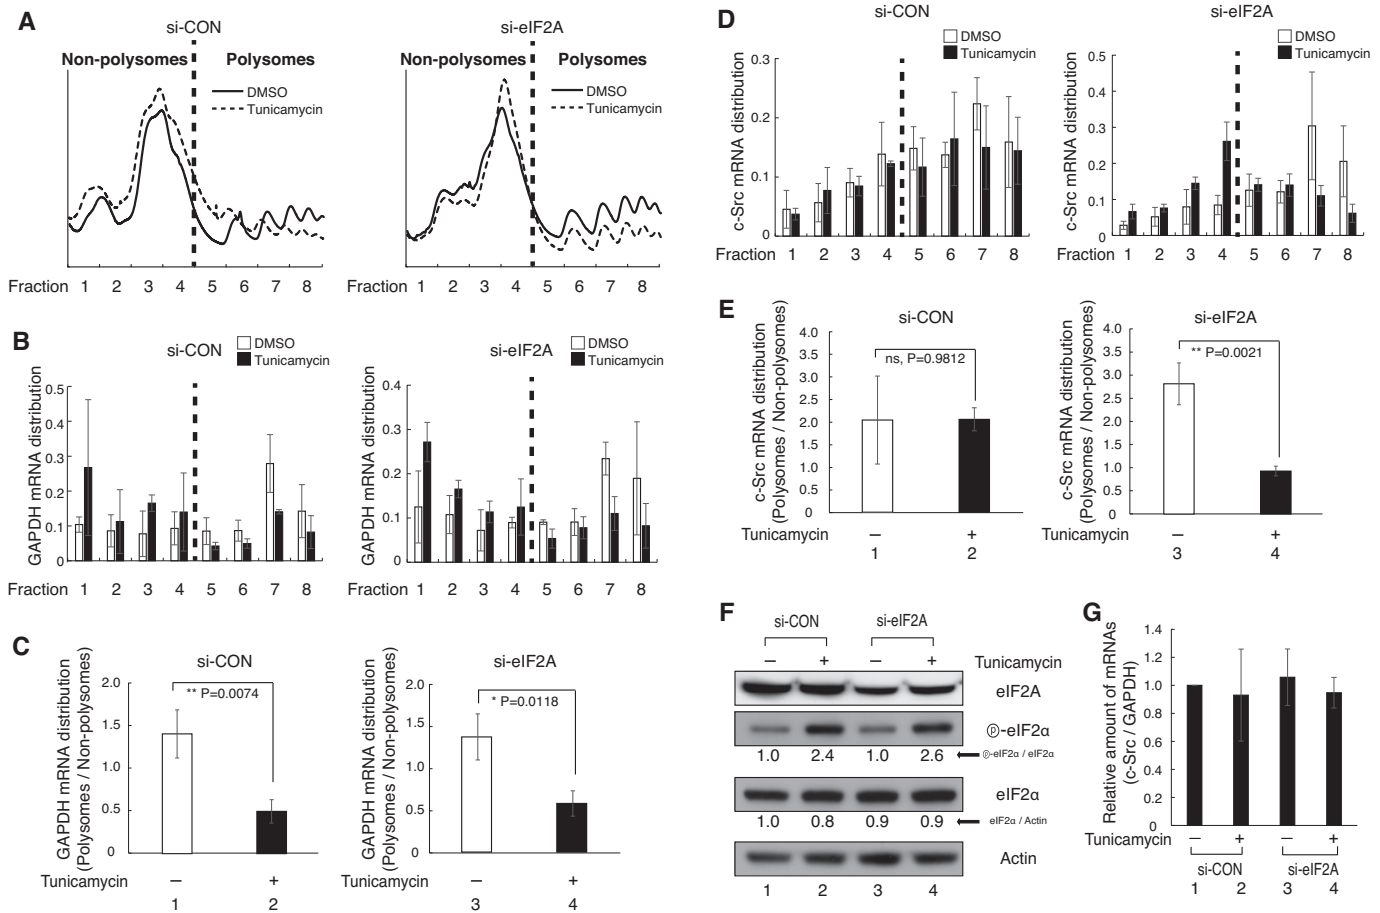 A
si-CON
Non-polysomes
Polysomes
DMSO
Tunicamycin
si-eIF2A
Non-polysomes
Polysomes
DMSO
Tunicamycin
Fraction 1 2 3 4 5 6 7 8
1 2 3 4 5 6 7 8
B
si-CON
DMSO
Tunicamycin
GAPDH mRNA distribution
0.5
0.4
0.3
0.2
0.1
0
si-eIF2A
DMSO
Tunicamycin
GAPDH mRNA distribution
0.4
0.3
0.2
0.1
0
Fraction 1 2 3 4 5 6 7 8
1 2 3 4 5 6 7 8
C
si-CON
GAPDH mRNA distribution
(Polysomes / Non-polysomes)
2.0
1.5
1.0
0.5
0
** P=0.0074
Tunicamycin – +
1 2
si-eIF2A
GAPDH mRNA distribution
(Polysomes / Non-polysomes)
2.0
1.5
1.0
0.5
0
* P=0.0118
Tunicamycin – +
3 4
D
si-CON
DMSO
Tunicamycin
c-Src mRNA distribution
0.3
0.2
0.1
0
si-eIF2A
DMSO
Tunicamycin
c-Src mRNA distribution
0.5
0.4
0.3
0.2
0.1
0
Fraction 1 2 3 4 5 6 7 8
1 2 3 4 5 6 7 8
E
si-CON
c-Src mRNA distribution
(Polysomes / Non-polysomes)
4.0
3.5
3.0
2.5
2.0
1.5
1.0
0.5
0
ns, P=0.9812
Tunicamycin – +
1 2
si-eIF2A
c-Src mRNA distribution
(Polysomes / Non-polysomes)
4.0
3.5
3.0
2.5
2.0
1.5
1.0
0.5
0
** P=0.0021
Tunicamycin – +
3 4
F
si-CON si-eIF2A
– + – + Tunicamycin
eIF2A
ⓟ-eIF2α
1.0 2.4 1.0 2.6 ⓟ-eIF2α / eIF2α
eIF2α
1.0 0.8 0.9 0.9 eIF2α / Actin
Actin
1 2 3 4
G
Relative amount of mRNAs
(c-Src / GAPDH)
1.4
1.2
1.0
0.8
0.6
0.4
0.2
0
Tunicamycin – + – +
si-CON si-eIF2A
1 2 3 4